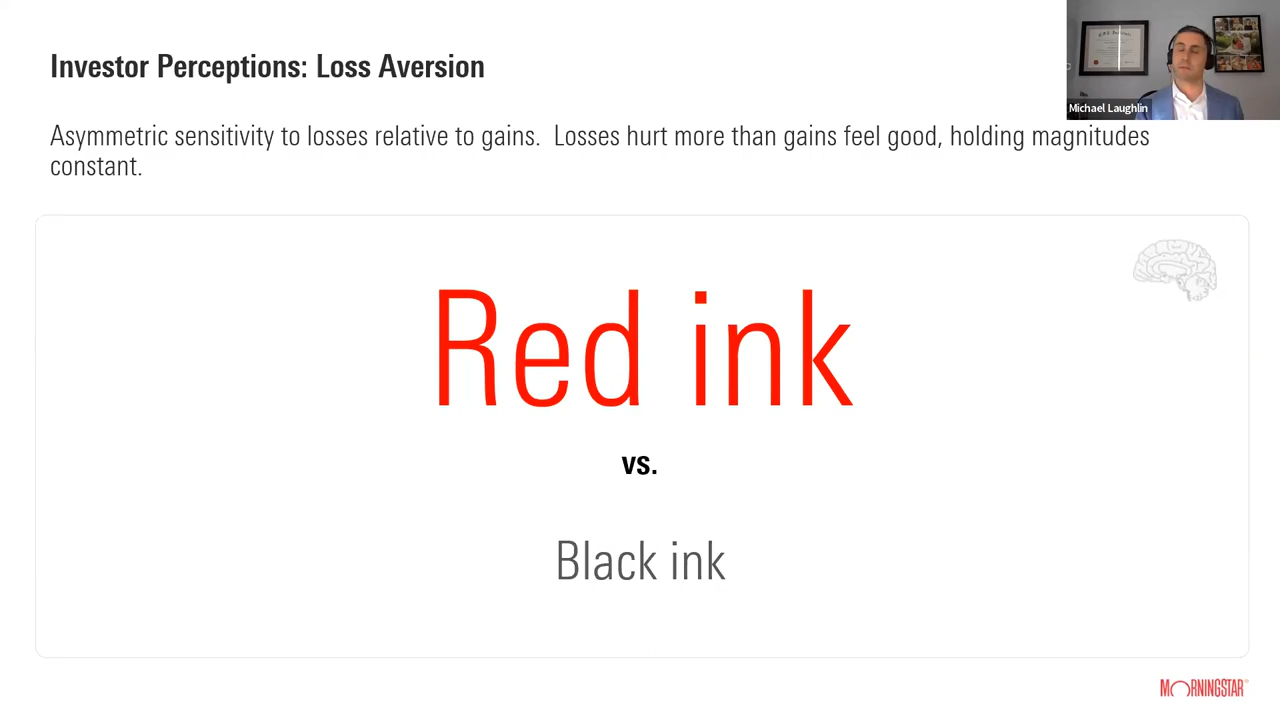 Investor Perceptions: Loss Aversion
Michael Laughlin
Asymmetric sensitivity to losses relative to gains.  Losses hurt more than gains feel good, holding magnitudes
constant.
Red ink
vs.
Black ink
MORNINGSTAR